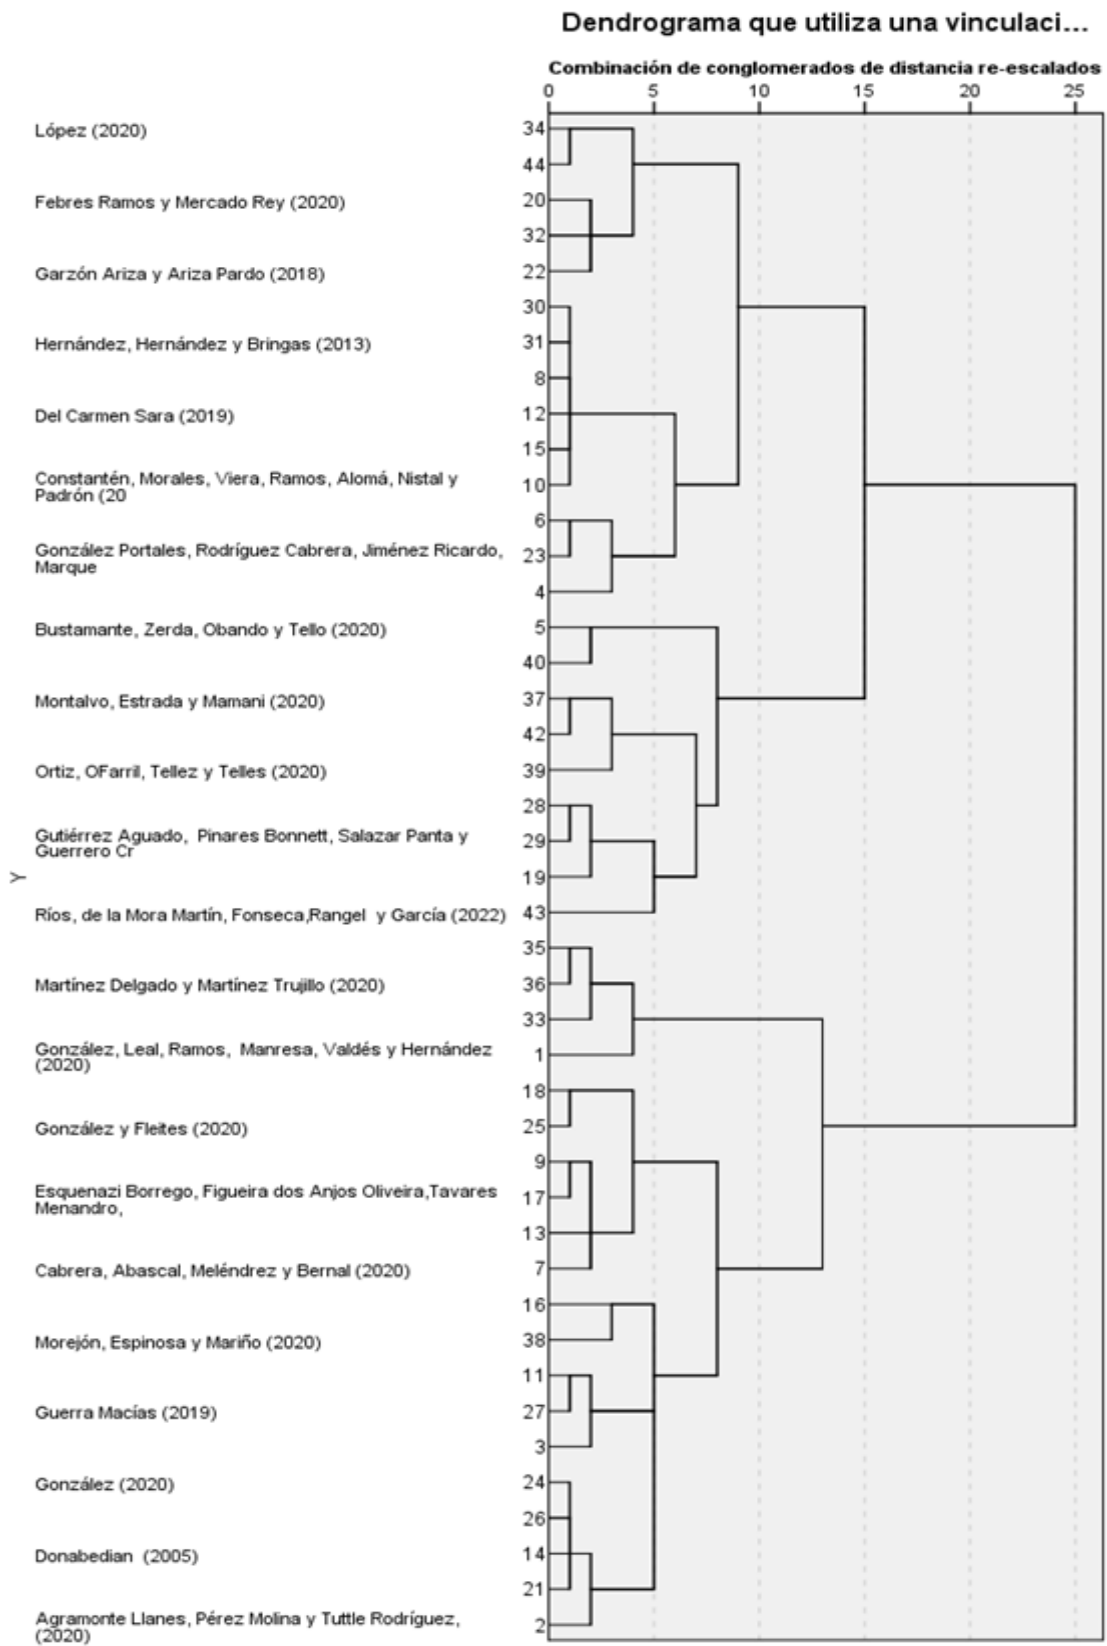 Dendrograma que utiliza una vinculaci...
Combinación de conglomerados de distancia re-escalados
0 5 10 15 20 25
López (2020) 34
44
Febres Ramos y Mercado Rey (2020) 20
32
Garzón Ariza y Ariza Pardo (2018) 22
30
Hernández, Hernández y Bringas (2013) 31
8
Del Carmen Sara (2019) 12
15
Constantén, Morales, Viera, Ramos, Alomá, Nistal y
Padrón (20 10
6
González Portales, Rodríguez Cabrera, Jiménez Ricardo,
Marque 23
4
Bustamante, Zerda, Obando y Tello (2020) 5
40
Montalvo, Estrada y Mamani (2020) 37
42
Ortiz, OFarril, Tellez y Telles (2020) 39
28
Gutiérrez Aguado, Pinares Bonnett, Salazar Panta y
Guerrero Cr 29
19
Y
Ríos, de la Mora Martín, Fonseca,Rangel y García (2022) 43
35
Martínez Delgado y Martínez Trujillo (2020) 36
33
González, Leal, Ramos, Manresa, Valdés y Hernández
(2020) 1
18
González y Fleites (2020) 25
9
Esquenazi Borrego, Figueira dos Anjos Oliveira,Tavares
Menandro, 17
13
Cabrera, Abascal, Meléndrez y Bernal (2020) 7
16
Morejón, Espinosa y Mariño (2020) 38
11
Guerra Macías (2019) 27
3
González (2020) 24
26
Donabedian (2005) 14
21
Agramonte Llanes, Pérez Molina y Tuttle Rodríguez,
(2020) 2